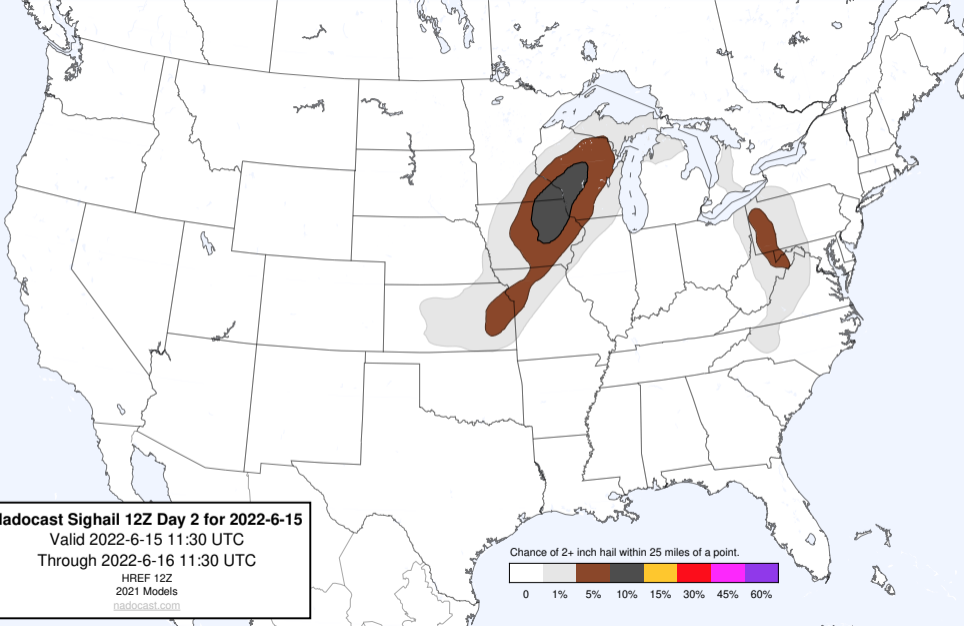 adocast Sighail 12Z Day 2 for 2022-6-15
Valid 2022-6-15 11:30 UTC
Through 2022-6-16 11:30 UTC
HREF 12Z
2021 Models
nadocast.com
Chance of 2+ inch hail within 25 miles of a point.
0 1% 5% 10% 15% 30% 45% 60%